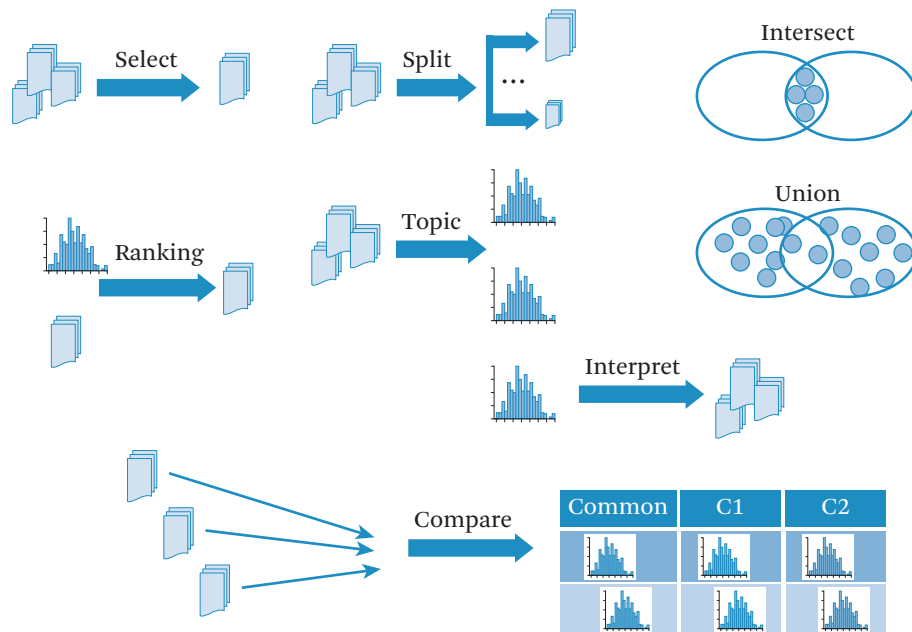 Select
Split
...
Intersect
Ranking
Topic
Union
Interpret
Compare
Common
C1
C2